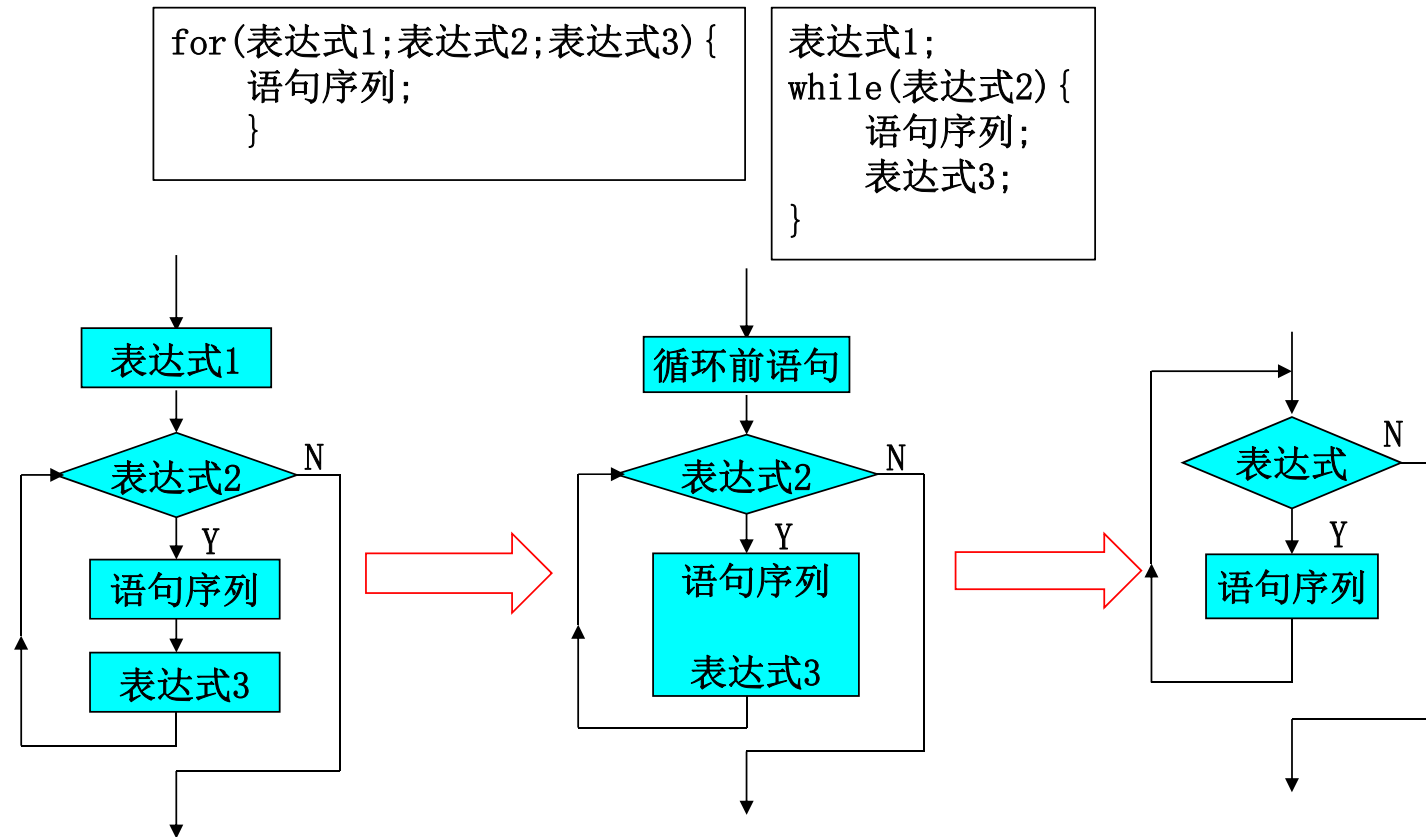 for(表达式1;表达式2;表达式3){
语句序列;
}
表达式1;
while(表达式2){
语句序列;
表达式3;
}
表达式1
表达式2
N
Y
语句序列
表达式3
循环前语句
表达式2
N
Y
语句序列
表达式3
表达式
N
Y
语句序列